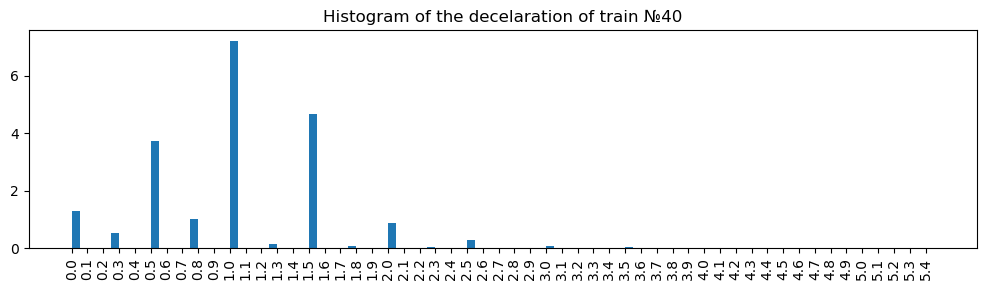 Histogram of the decelaration of train №40
6
4
2
0
0.0 0.1 0.2 0.3 0.4 0.5 0.6 0.7 0.8 0.9 1.0 1.1 1.2 1.3 1.4 1.5 1.6 1.7 1.8 1.9 2.0 2.1 2.2 2.3 2.4 2.5 2.6 2.7 2.8 2.9 3.0 3.1 3.2 3.3 3.4 3.5 3.6 3.7 3.8 3.9 4.0 4.1 4.2 4.3 4.4 4.5 4.6 4.7 4.8 4.9 5.0 5.1 5.2 5.3 5.4